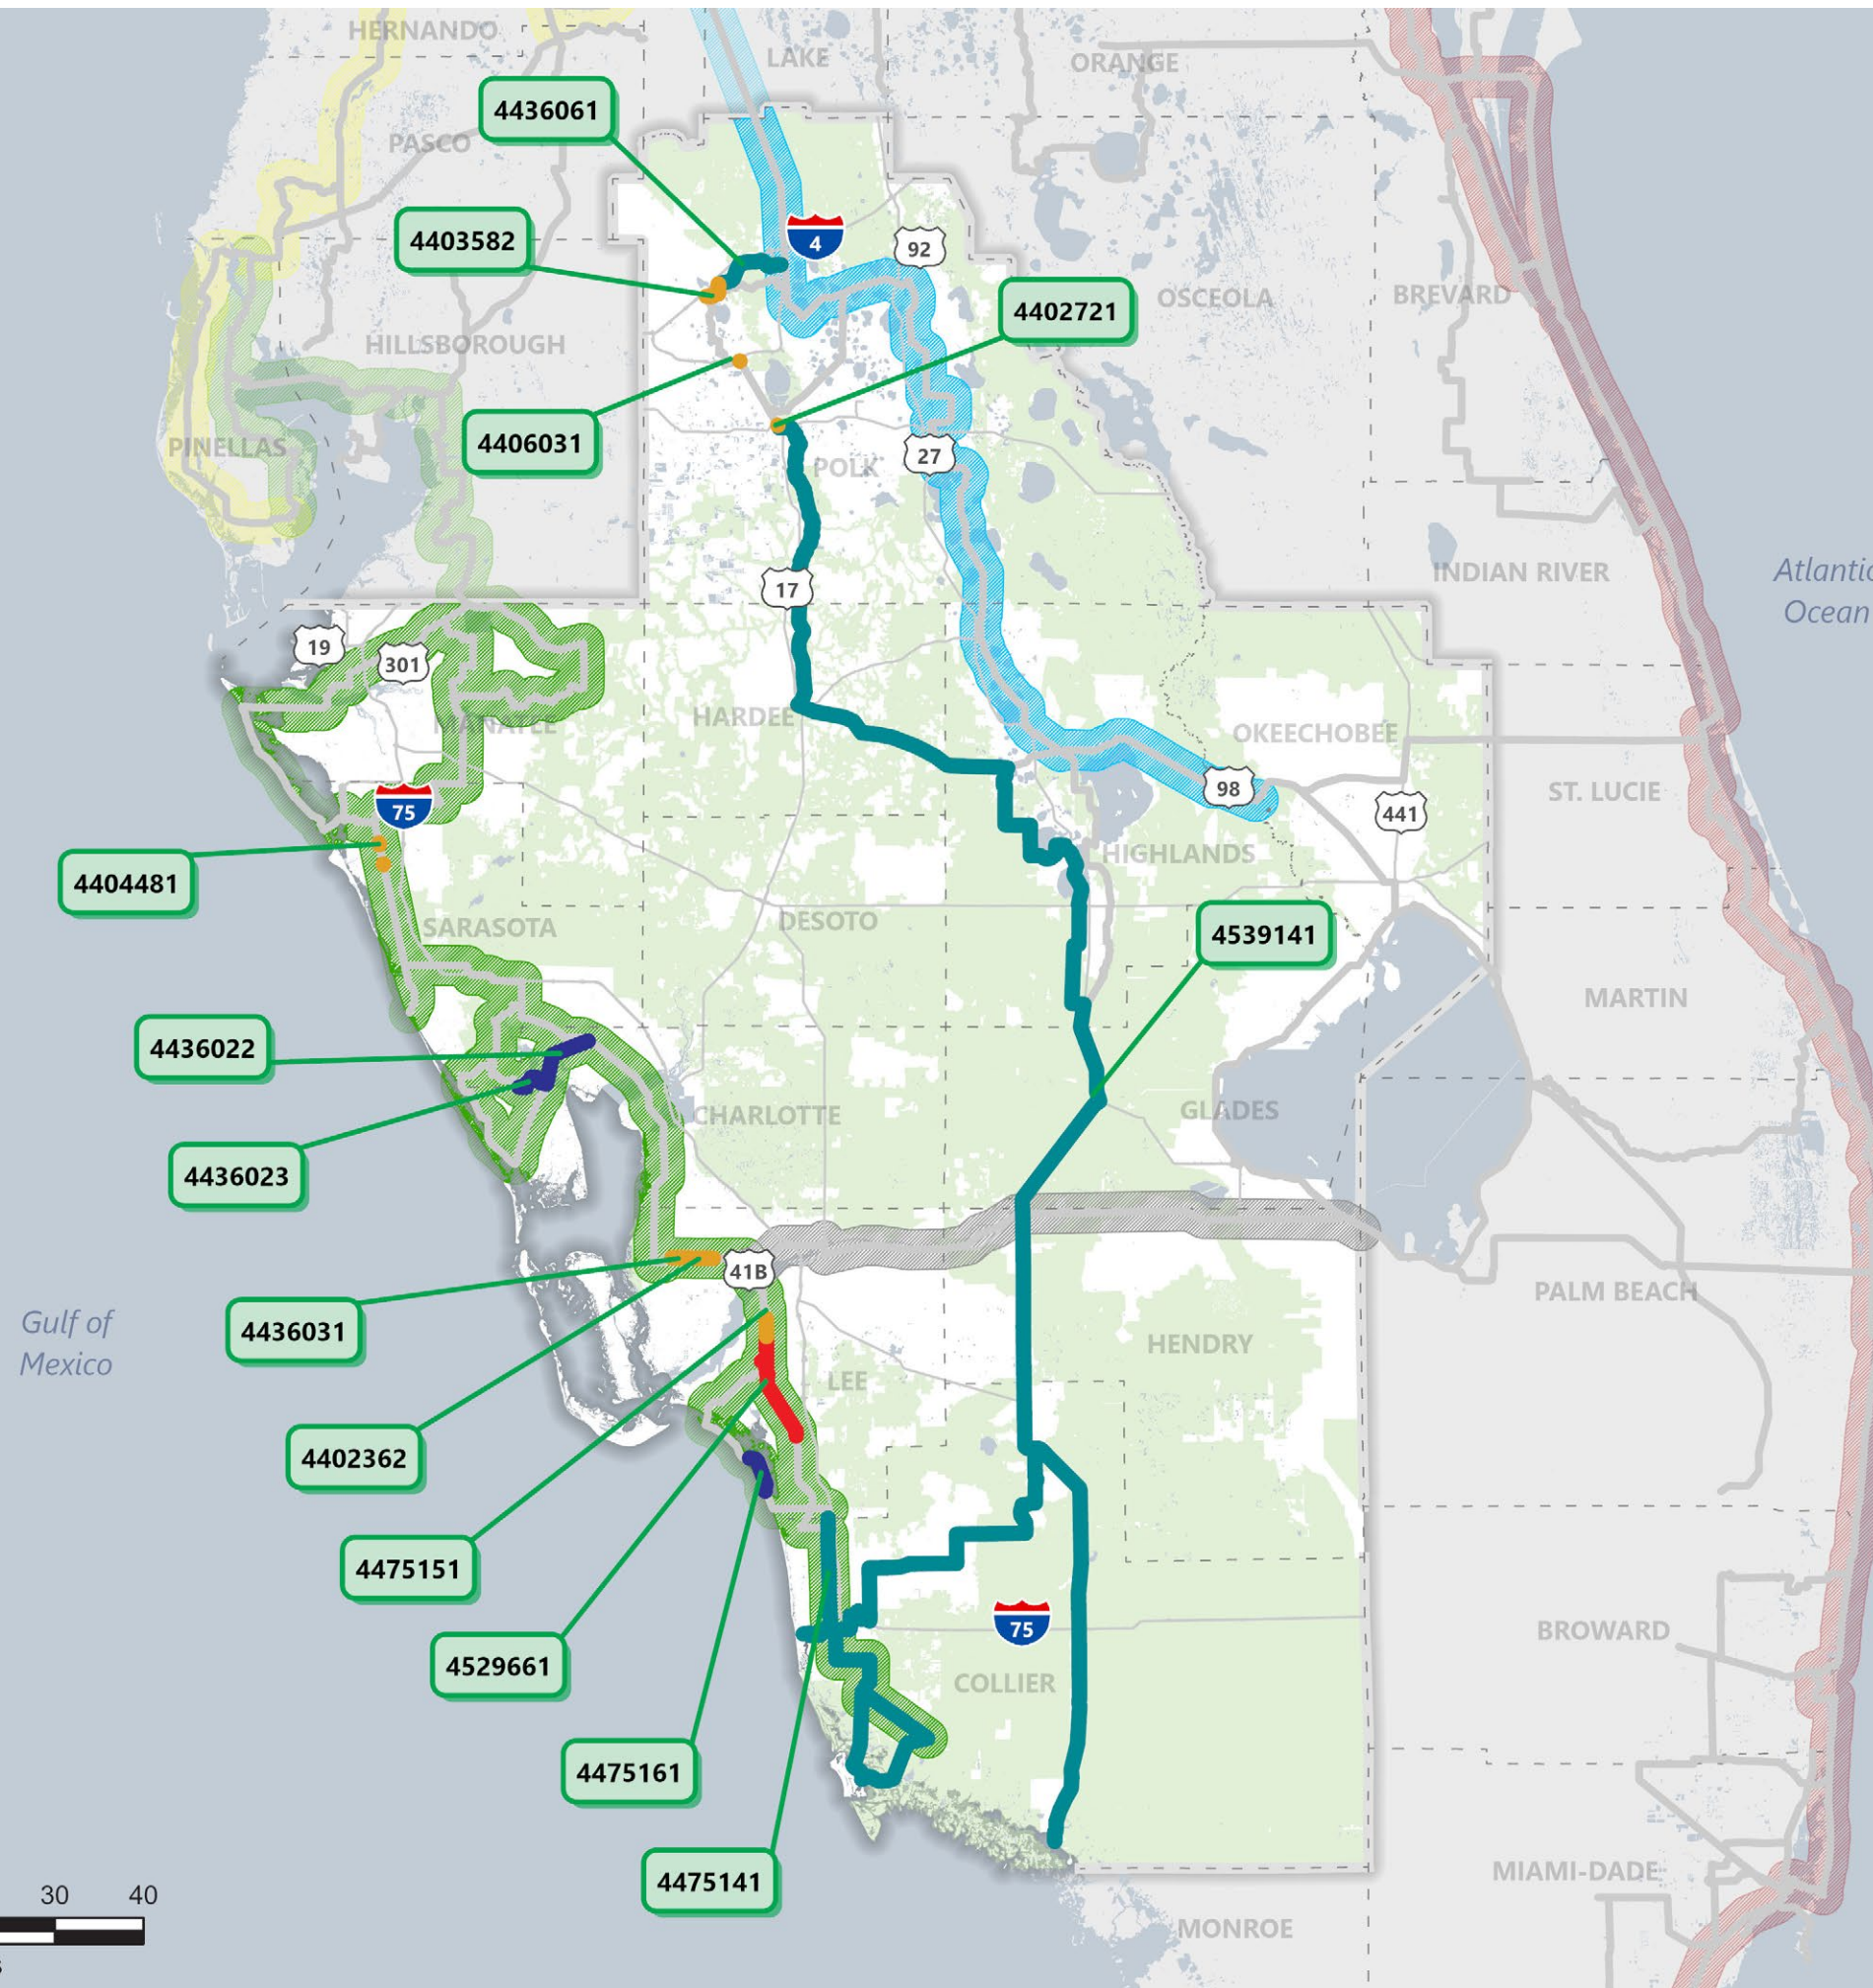 HERNANDO
LAKE
ORANGE
4436061
PASCO
4403582
4
92
4402721
OSCEOLA
BREVARD
HILLSBOROUGH
4406031
PINELLAS
POLK
27
Atlantic
Ocean
INDIAN RIVER
17
19
301
MANATEE
HARDEE
OKEECHOBEE
98
ST. LUCIE
75
441
HIGHLANDS
4404481
SARASOTA
DESOTO
4539141
MARTIN
4436022
CHARLOTTE
GLADES
4436023
41B
PALM BEACH
Gulf of
Mexico
4436031
HENDRY
LEE
4402362
4475151
75
BROWARD
4529661
COLLIER
4475161
4475141
MIAMI-DADE
30 40
MONROE